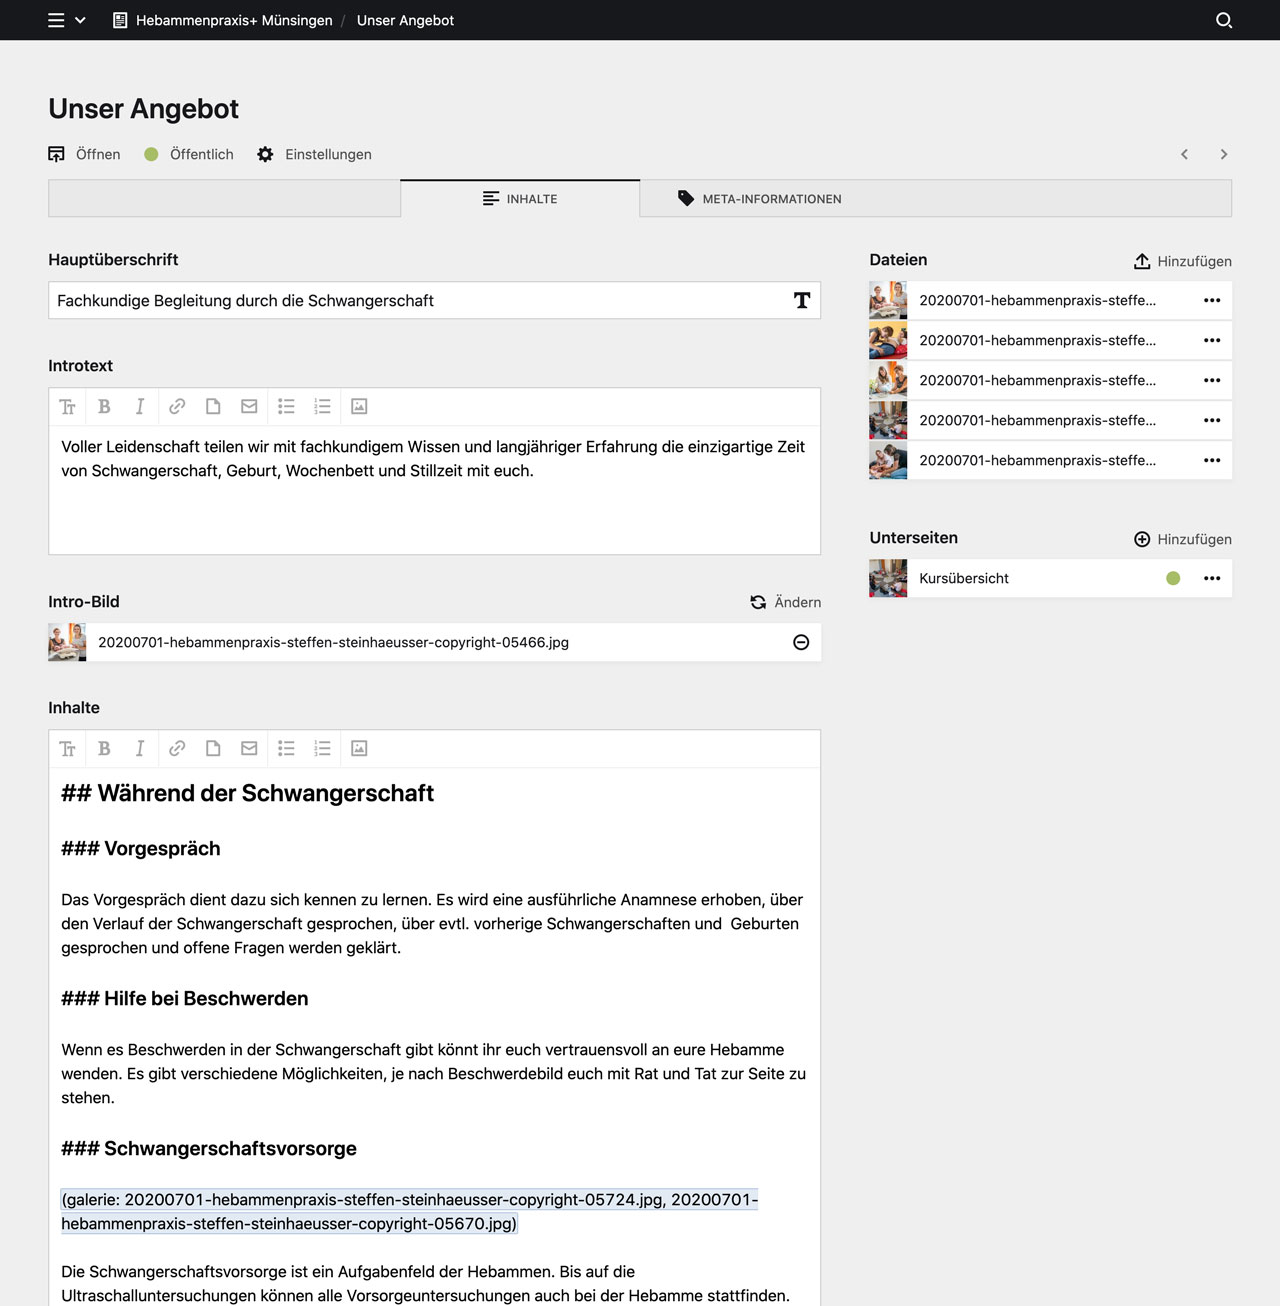 Hebammenpraxis+ Münsingen / Unser Angebot
Unser Angebot
Öffnen Öffentlich Einstellungen
INHALTE META-INFORMATIONEN
Hauptüberschrift
Fachkundige Begleitung durch die Schwangerschaft
Introtext
Voller Leidenschaft teilen wir mit fachkundigem Wissen und langjähriger Erfahrung die einzigartige Zeit
von Schwangerschaft, Geburt, Wochenbett und Stillzeit mit euch.
Intro-Bild Ändern
20200701-hebammenpraxis-steffen-steinhaeusser-copyright-05466.jpg
Inhalte
## Während der Schwangerschaft
### Vorgespräch
Das Vorgespräch dient dazu sich kennen zu lernen. Es wird eine ausführliche Anamnese erhoben, über
den Verlauf der Schwangerschaft gesprochen, über evtl. vorherige Schwangerschaften und  Geburten
gesprochen und offene Fragen werden geklärt.
### Hilfe bei Beschwerden
Wenn es Beschwerden in der Schwangerschaft gibt könnt ihr euch vertrauensvoll an eure Hebamme
wenden. Es gibt verschiedene Möglichkeiten, je nach Beschwerdebild euch mit Rat und Tat zur Seite zu
stehen.
### Schwangerschaftsvorsorge
(galerie: 20200701-hebammenpraxis-steffen-steinhaeusser-copyright-05724.jpg, 20200701-
hebammenpraxis-steffen-steinhaeusser-copyright-05670.jpg)
Die Schwangerschaftsvorsorge ist ein Aufgabenfeld der Hebammen. Bis auf die
Ultraschalluntersuchungen können alle Vorsorgeuntersuchungen auch bei der Hebamme stattfinden.
Dateien Hinzufügen
20200701-hebammenpraxis-steffe...
20200701-hebammenpraxis-steffe...
20200701-hebammenpraxis-steffe...
20200701-hebammenpraxis-steffe...
20200701-hebammenpraxis-steffe...
Unterseiten Hinzufügen
Kursübersicht